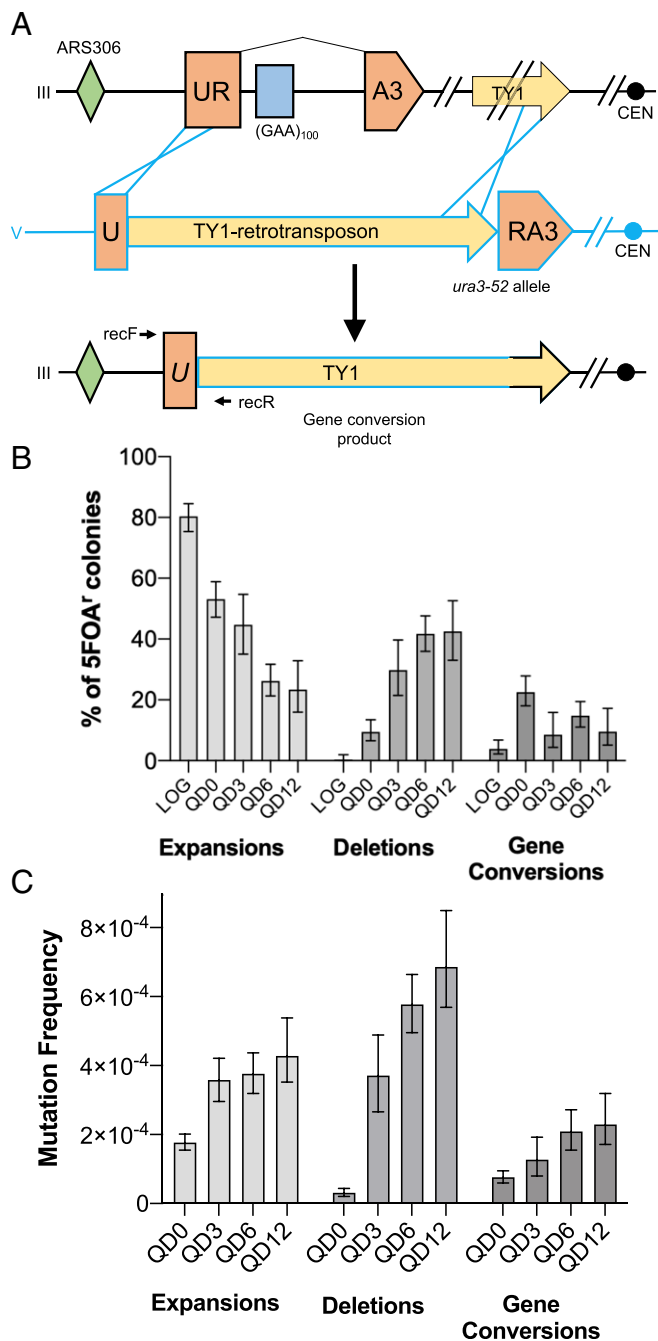 A
ARS306
III
UR
(GAA)100
A3
TY1
CEN
V
U
TY1-retrotransposon
RA3
CEN
ura3-52 allele
recF
III
U
TY1
recR
Gene conversion
product
B
% of 5FOAr colonies
100
80
60
40
20
0
LOG QD0 QD3 QD6 QD12 LOG QD0 QD3 QD6 QD12 LOG QD0 QD3 QD6 QD12
Expansions Deletions Gene
Conversions
C
Mutation Frequency
8×10-4
6×10-4
4×10-4
2×10-4
0
QD0 QD3 QD6 QD12 QD0 QD3 QD6 QD12 QD0 QD3 QD6 QD12
Expansions Deletions Gene
Conversions